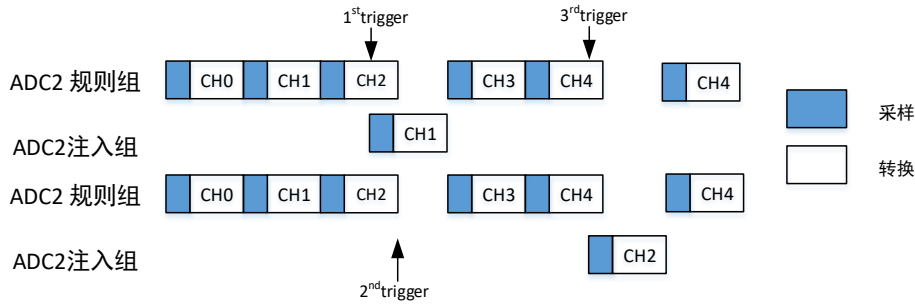 1st trigger 3rd trigger
ADC2 规则组 CH0 CH1 CH2 CH3 CH4 CH4
采样
ADC2注入组 CH1
转换
ADC2 规则组 CH0 CH1 CH2 CH3 CH4 CH4
ADC2注入组 CH2
2nd trigger